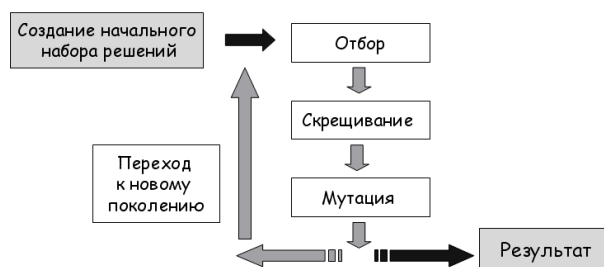 Создание начального
набора решений
Отбор
Скрещивание
Переход
к новому
поколению
Мутация
Результат